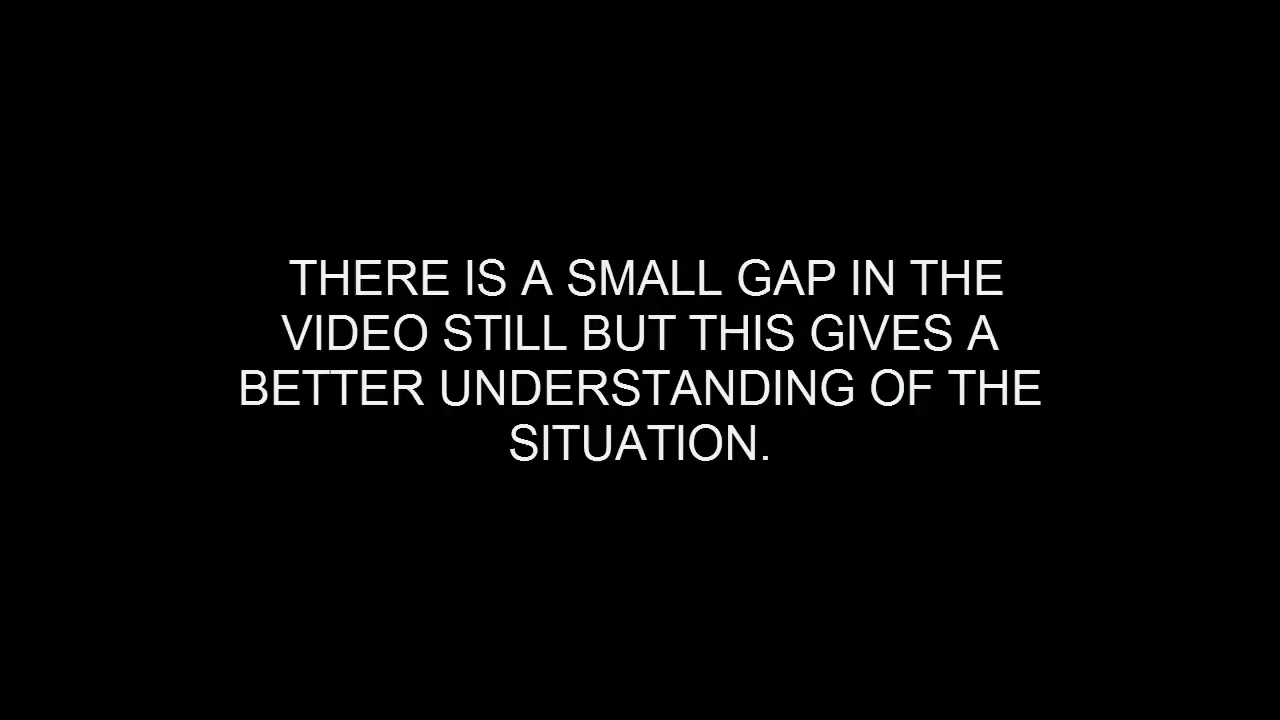 THERE IS A SMALL GAP IN THE
VIDEO STILL BUT THIS GIVES A
BETTER UNDERSTANDING OF THE
SITUATION.